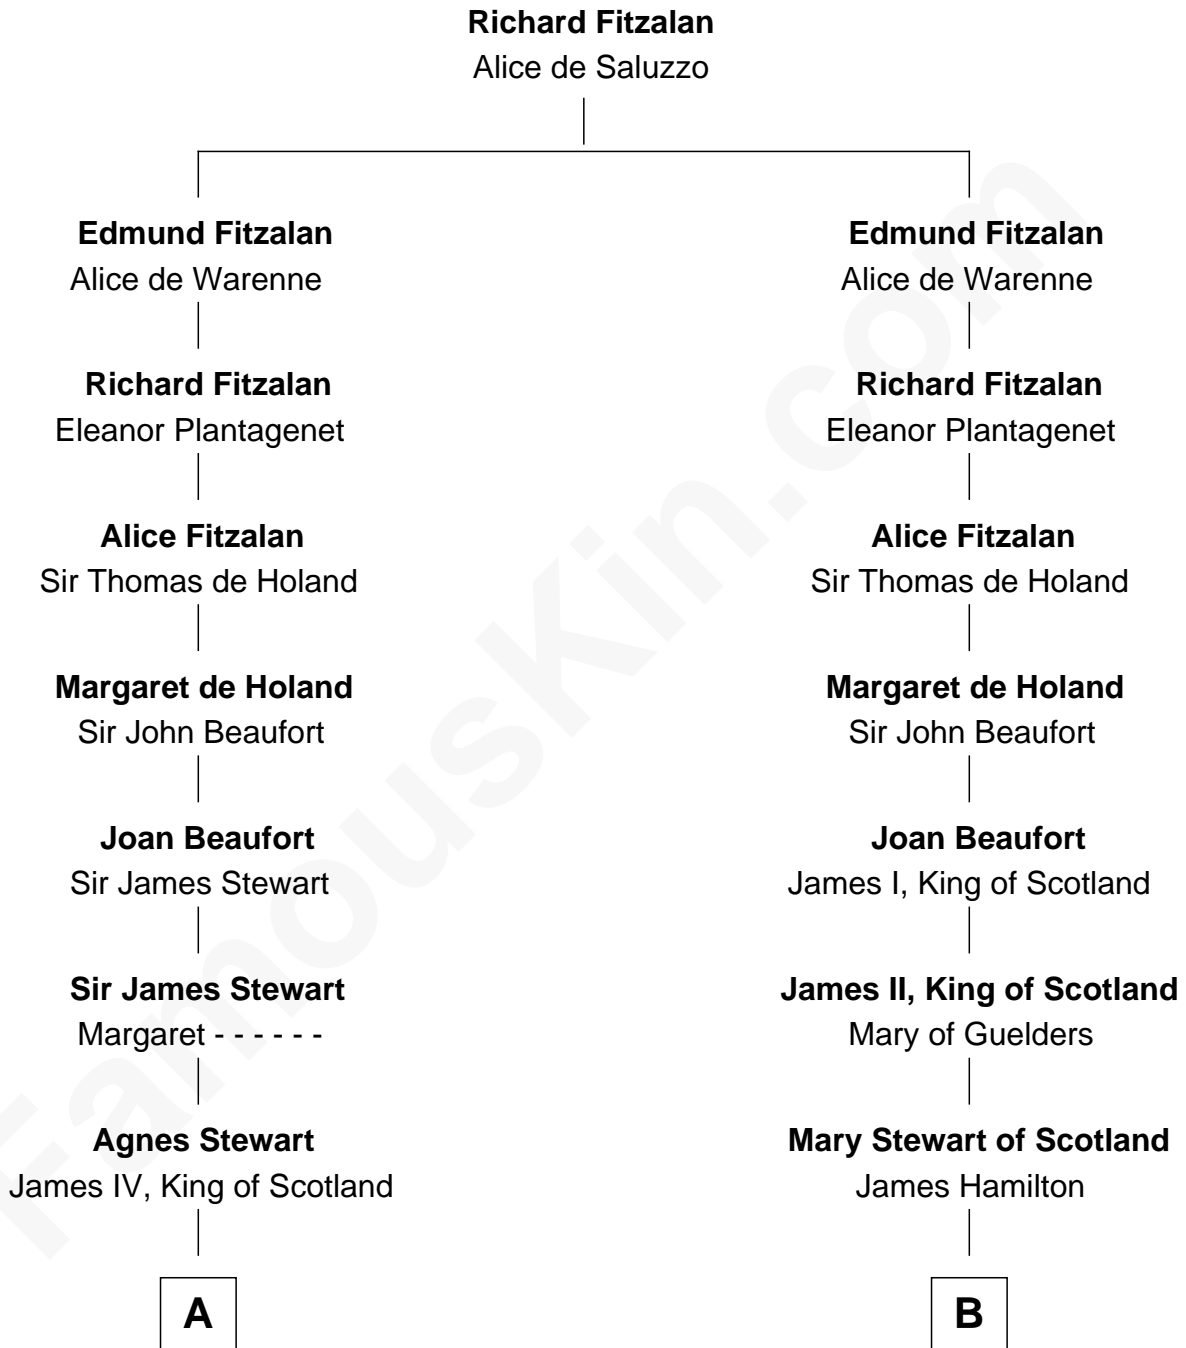 Richard Fitzalan
Alice de Saluzzo
Edmund Fitzalan
Alice de Warenne
Richard Fitzalan
Eleanor Plantagenet
Alice Fitzalan
Sir Thomas de Holand
Margaret de Holand
Sir John Beaufort
Joan Beaufort
Sir James Stewart
Sir James Stewart
Margaret - - - - - -
Agnes Stewart
James IV, King of Scotland
A
Edmund Fitzalan
Alice de Warenne
Richard Fitzalan
Eleanor Plantagenet
Alice Fitzalan
Sir Thomas de Holand
Margaret de Holand
Sir John Beaufort
Joan Beaufort
James I, King of Scotland
James II, King of Scotland
Mary of Guelders
Mary Stewart of Scotland
James Hamilton
B
FamousKin.com